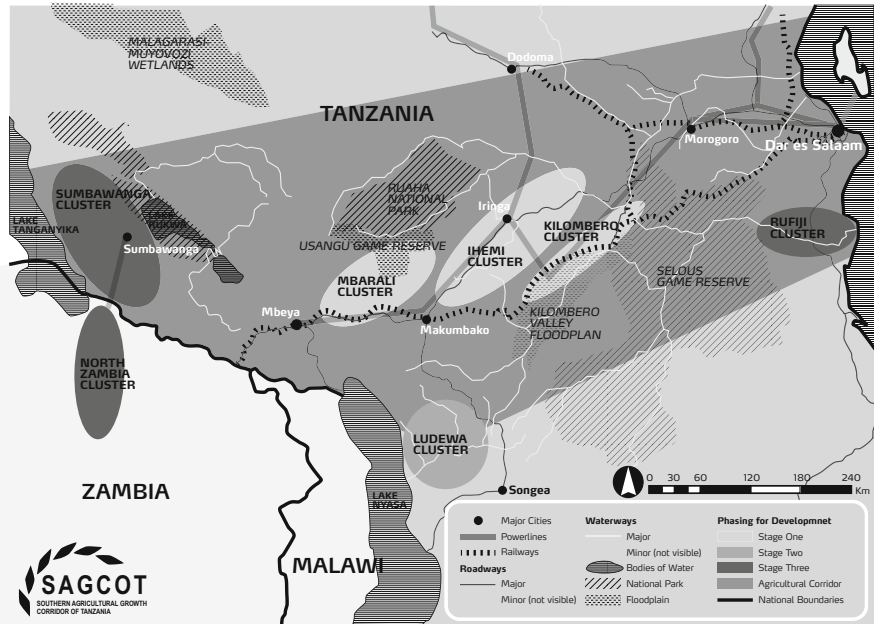 MALAGARASI-
MUYOVOZI
WETLANDS
Dodoma
TANZANIA
Morogoro
Dar es Salaam
RUAHA
NATIONAL
PARK
SUMBAWANGA
CLUSTER
LAKE
RUKWA
LAKE
TANGANYIKA
Sumbawanga
Iringa
KILOMBERO
CLUSTER
RUFIJI
CLUSTER
USANGU GAME RESERVE
IHEMI
CLUSTER
MBARALI
CLUSTER
SELOUS
GAME RESERVE
Mbeya
Makumbako
KILOMBERO
VALLEY
FLOODPLAN
NORTH
ZAMBIA
CLUSTER
LUDEWA
CLUSTER
ZAMBIA
LAKE
NYASA
Songea
MALAWI
0 30 60 120 180 240
Km
Major Cities
Powerlines
Railways
Roadways
Major
Minor (not visible)
Waterways
Major
Minor (not visible)
Bodies of Water
National Park
Floodplain
Phasing for Developmnet
Stage One
Stage Two
Stage Three
Agricultural Corridor
National Boundaries
SAGCOT
SOUTHERN AGRICULTURAL GROWTH
CORRIDOR OF TANZANIA